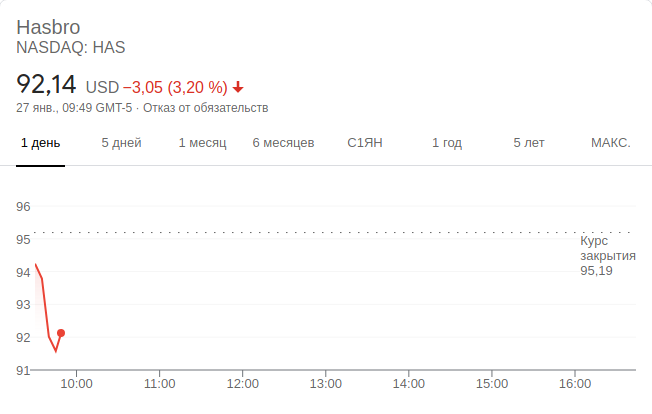 Hasbro
NASDAQ: HAS
92,14 USD −3,05 (3,20 %)
27 янв., 09:49 GMT-5 · Отказ от обязательств
1 день 5 дней 1 месяц 6 месяцев С1ЯН 1 год 5 лет МАКС.
96
95
Курс
закрытия
95,19
94
93
92
91
10:00 11:00 12:00 13:00 14:00 15:00 16:00